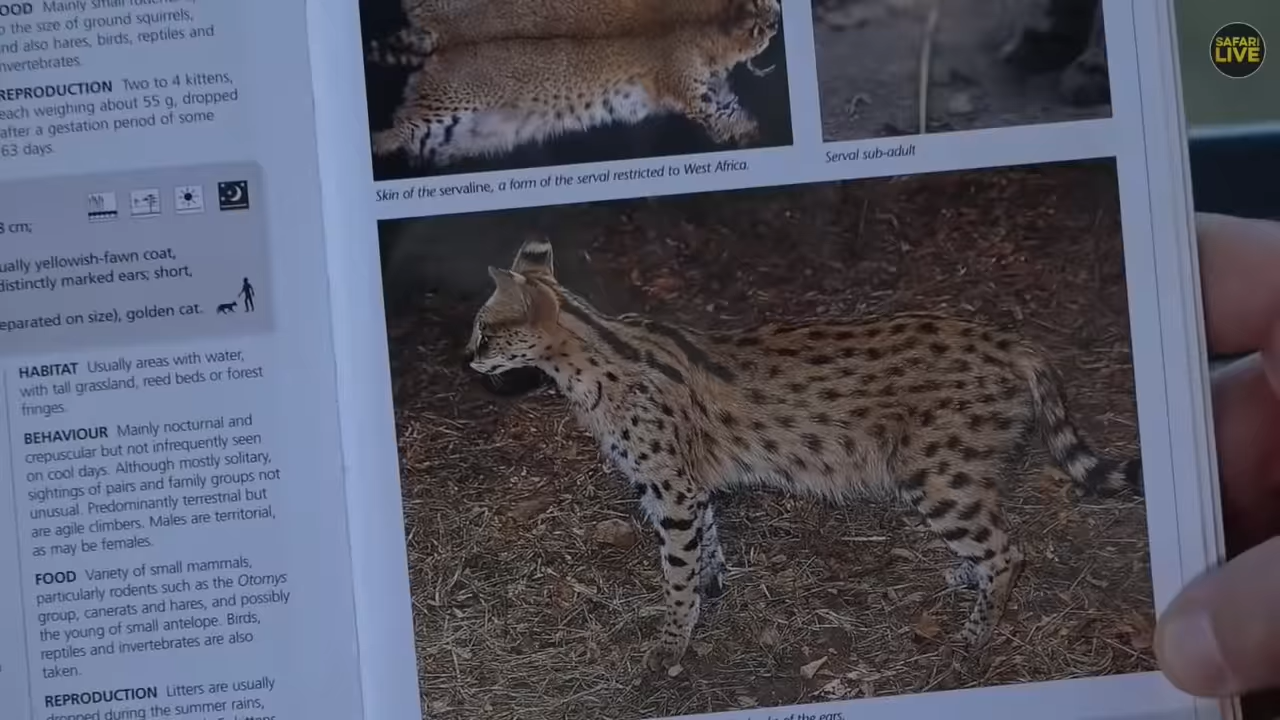 FOOD Mainly small
to the size of ground squirrels,
and also hares, birds, reptiles and
invertebrates.
REPRODUCTION Two to 4 kittens,
each weighing about 55 g, dropped
after a gestation period of some
63 days.
8 cm;
ually yellowish-fawn coat,
distinctly marked ears; short,
eparated on size), golden cat.
HABITAT Usually areas with water,
with tall grassland, reed beds or forest
fringes.
BEHAVIOUR Mainly nocturnal and
crepuscular but not infrequently seen
on cool days. Although mostly solitary,
sightings of pairs and family groups not
unusual. Predominantly terrestrial but
are agile climbers. Males are territorial,
as may be females.
FOOD Variety of small mammals,
particularly rodents such as the Otomys
group, canerats and hares, and possibly
the young of small antelope. Birds,
reptiles and invertebrates are also
taken.
REPRODUCTION Litters are usually
dropped during the summer rains,
Skin of the servaline, a form of the serval restricted to West Africa.
Serval sub-adult
of the ears.
SAFARI
LIVE